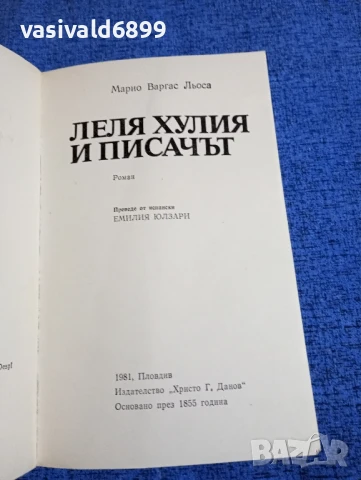 vasivald6899
Марио Варгас Льоса
ЛЕЛЯ ХУЛИЯ
И ПИСАЧЪТ
Роман
Преведе от испански
ЕМИЛИЯ ЮЛЗАРИ
1981, Пловдив
Издателство „Христо Г. Данов"
Основано през 1855 година
BAZAR